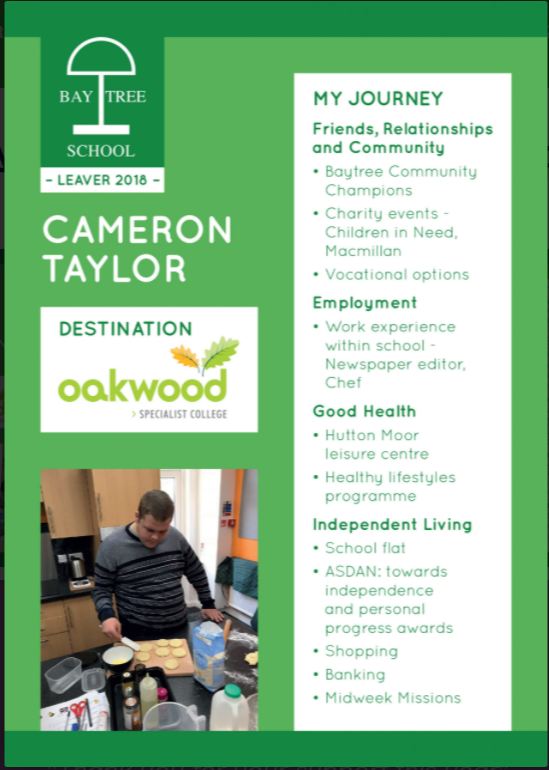 BAY TREE
SCHOOL
– LEAVER 2018 –
CAMERON
TAYLOR
DESTINATION
oakwood
> SPECIALIST COLLEGE
MY JOURNEY
Friends, Relationships
and Community
• Baytree Community
Champions
• Charity events -
Children in Need,
Macmillan
• Vocational options
Employment
• Work experience
within school -
Newspaper editor,
Chef
Good Health
• Hutton Moor
leisure centre
• Healthy lifestyles
programme
Independent Living
• School flat
• ASDAN: towards
independence
and personal
progress awards
• Shopping
• Banking
• Midweek Missions